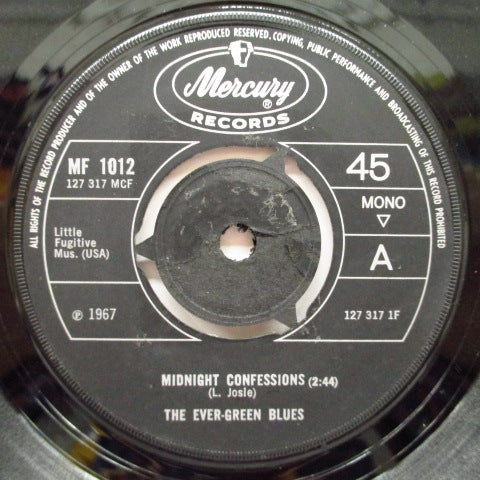 ALL RIGHTS OF THE RECORD PRODUCER AND OF THE OWNER OF THE WORK REPRODUCED RESERVED. COPYING, PUBLIC PERFORMANCE AND BROADCASTING OF THIS RECORD PROHIBITED
Mercury ®
RECORDS
MF 1012
127 317 MCF
45
MONO
Little
Fugitive
Mus. (USA)
A
℗ 1967
127 317 1F
MIDNIGHT CONFESSIONS (2:44)
(L. Josie)
THE EVER-GREEN BLUES